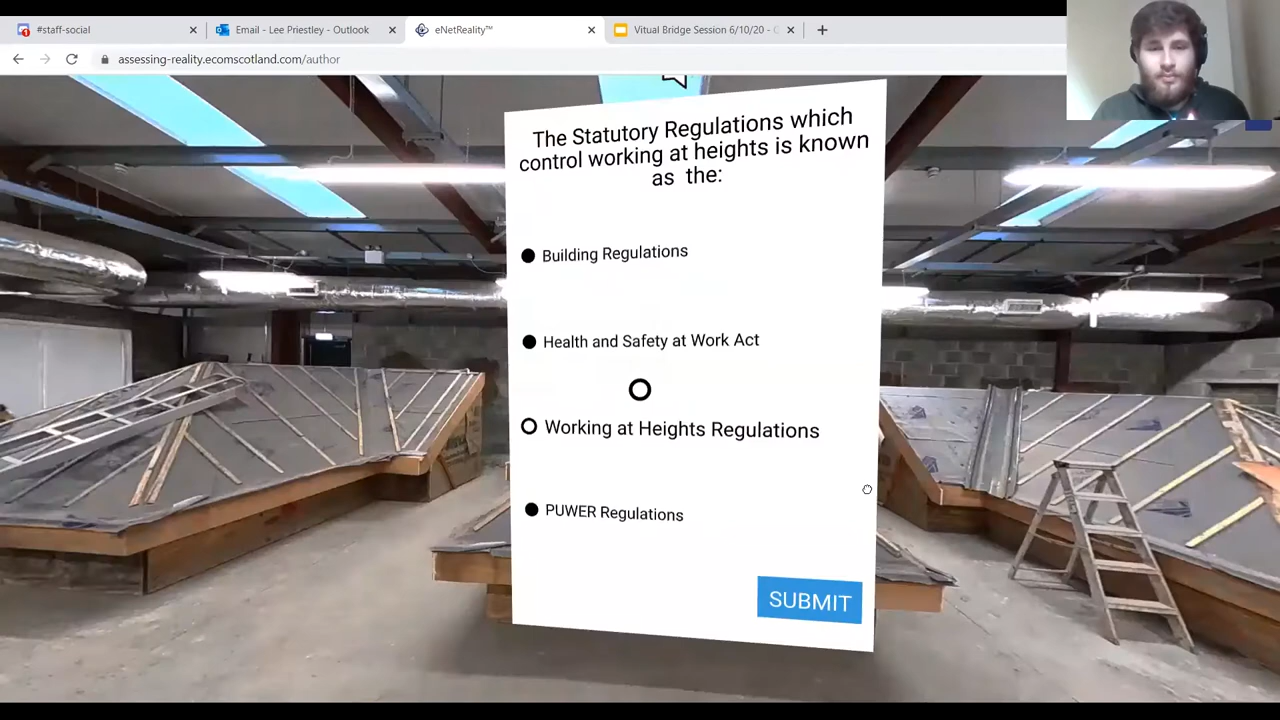 #staff-social
Email - Lee Priestley - Outlook
eNetReality™
Vitual Bridge Session 6/10/20 -
assessing-reality.ecomscotland.com/author
The Statutory Regulations which
control working at heights is known
as the:
Building Regulations
Health and Safety at Work Act
Working at Heights Regulations
PUWER Regulations
SUBMIT